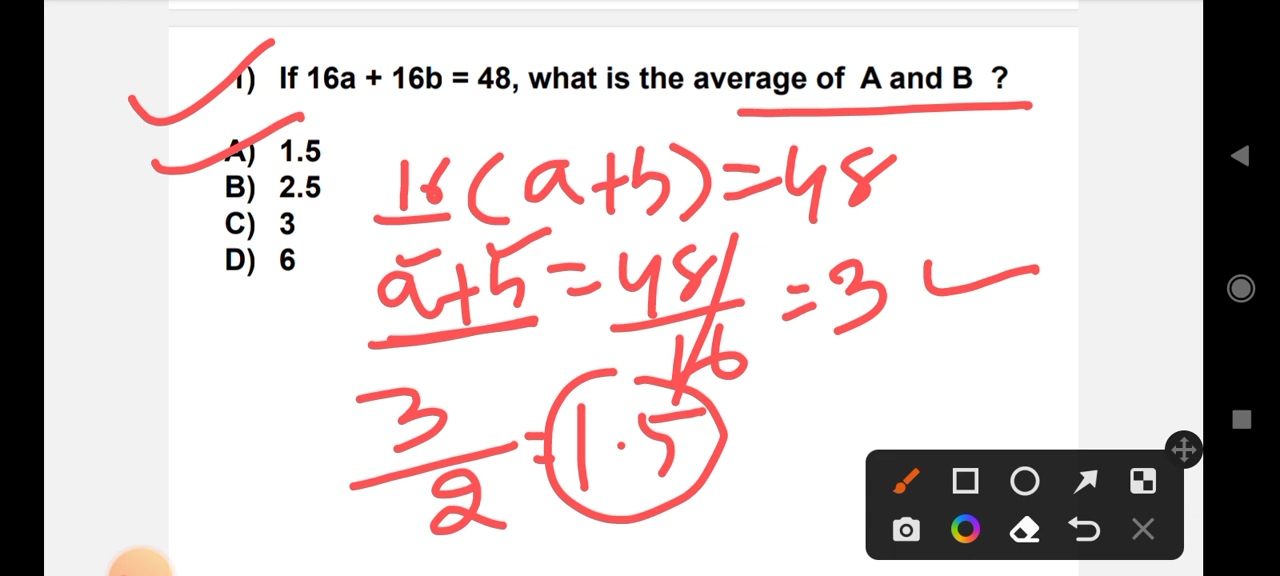 1) If 16a + 16b = 48, what is the average of A and B ?
A) 1.5
B) 2.5
C) 3
D) 6
16(a+b)=48
a+b=48/16=3
3/2=1.5